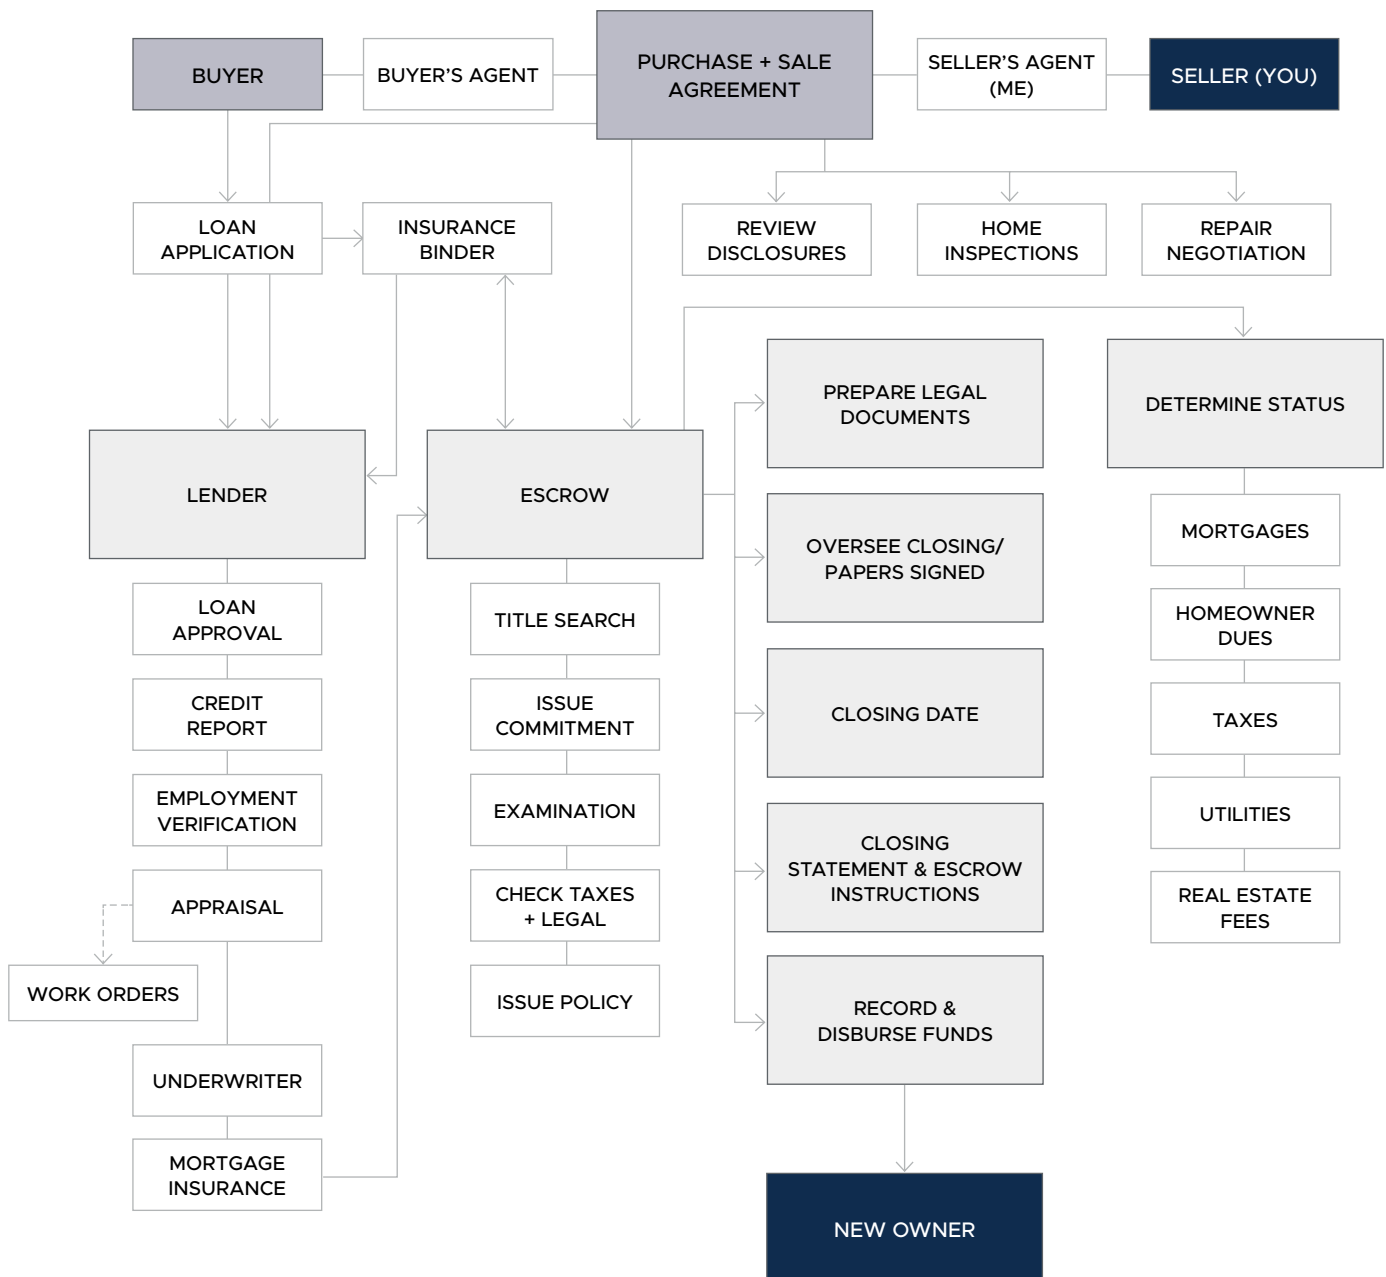 BUYER
BUYER'S AGENT
PURCHASE + SALE
AGREEMENT
SELLER'S AGENT
(ME)
SELLER (YOU)
LOAN
APPLICATION
INSURANCE
BINDER
REVIEW
DISCLOSURES
HOME
INSPECTIONS
REPAIR
NEGOTIATION
LENDER
ESCROW
PREPARE LEGAL
DOCUMENTS
DETERMINE STATUS
OVERSEE CLOSING/
PAPERS SIGNED
CLOSING DATE
CLOSING
STATEMENT & ESCROW
INSTRUCTIONS
RECORD &
DISBURSE FUNDS
NEW OWNER
LOAN
APPROVAL
CREDIT
REPORT
EMPLOYMENT
VERIFICATION
APPRAISAL
WORK ORDERS
UNDERWRITER
MORTGAGE
INSURANCE
TITLE SEARCH
ISSUE
COMMITMENT
EXAMINATION
CHECK TAXES
+ LEGAL
ISSUE POLICY
MORTGAGES
HOMEOWNER
DUES
TAXES
UTILITIES
REAL ESTATE
FEES